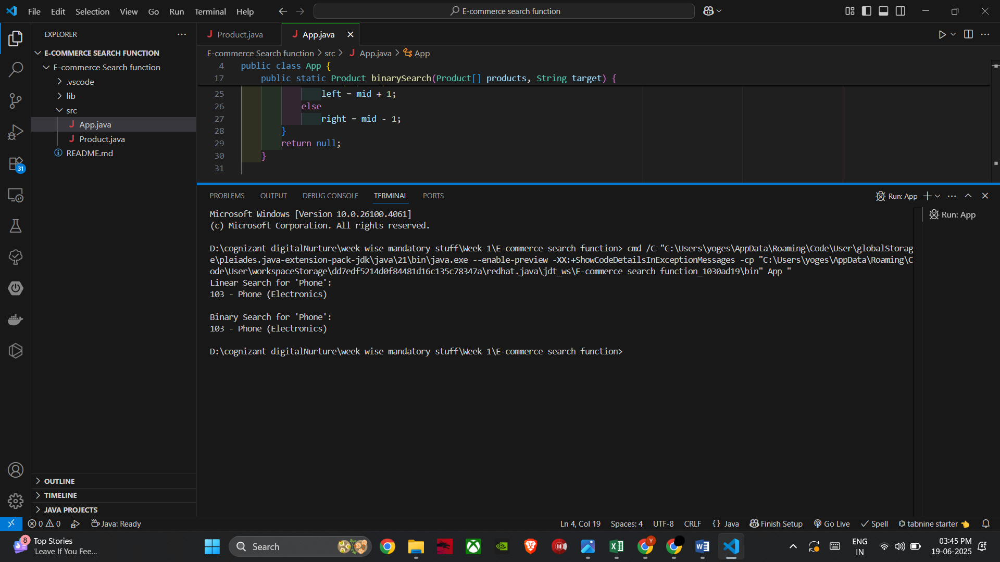 File Edit Selection View Go Run Terminal Help
E-commerce search function
EXPLORER
E-COMMERCE SEARCH FUNCTION
E-commerce Search function
.vscode
lib
src
App.java
Product.java
README.md
OUTLINE
TIMELINE
JAVA PROJECTS
31
Product.java App.java
E-commerce Search function > src > App.java > App
4 public class App {
17 public static Product binarySearch(Product[] products, String target) {
25 left = mid + 1;
26 else
27 right = mid - 1;
28 }
29 return null;
30 }
31
PROBLEMS OUTPUT DEBUG CONSOLE TERMINAL PORTS
Run: App
Run: App
Microsoft Windows [Version 10.0.26100.4061]
(c) Microsoft Corporation. All rights reserved.
D:\cognizant digitalNurture\week wise mandatory stuff\Week 1\E-commerce search function> cmd /C "C:\Users\yoges\AppData\Roaming\Code\User\globalStorag
e\pleiades.java-extension-pack-jdk\java\21\bin\java.exe --enable-preview -XX:+ShowCodeDetailsInExceptionMessages -cp "C:\Users\yoges\AppData\Roaming\C
ode\User\workspaceStorage\dd7edf5214d0f84481d16c135c78347a\redhat.java\jdt_ws\E-commerce search function_1030ad19\bin" App "
Linear Search for 'Phone':
103 - Phone (Electronics)
Binary Search for 'Phone':
103 - Phone (Electronics)
D:\cognizant digitalNurture\week wise mandatory stuff\Week 1\E-commerce search function>
0 0 Java: Ready
Ln 4, Col 19 Spaces: 4 UTF-8 CRLF {} Java Finish Setup Go Live Spell tabnine starter
8 Top Stories
'Leave If You Fee...
Search
Y
ENG
IN
03:45 PM
19-06-2025